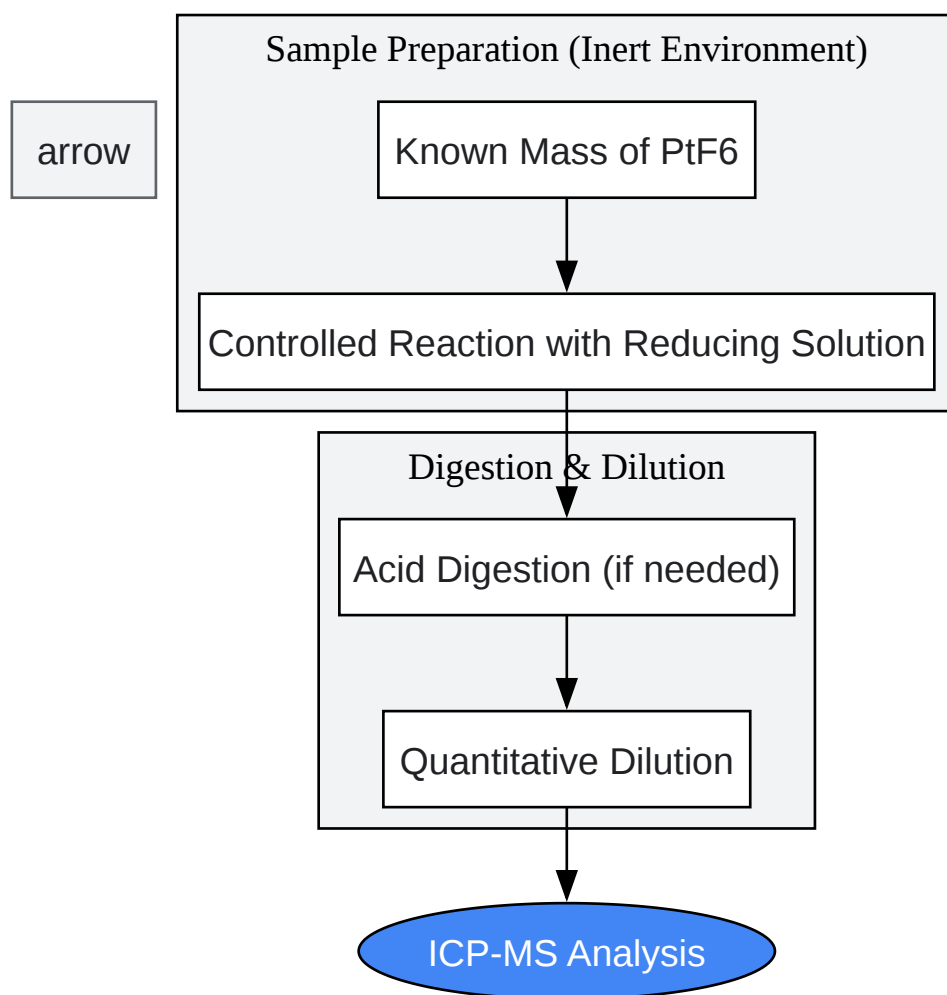 Sample Preparation (Inert Environment)
arrow
Known Mass of PtF6
Controlled Reaction with Reducing Solution
Digestion & Dilution
Acid Digestion (if needed)
Quantitative Dilution
ICP-MS Analysis